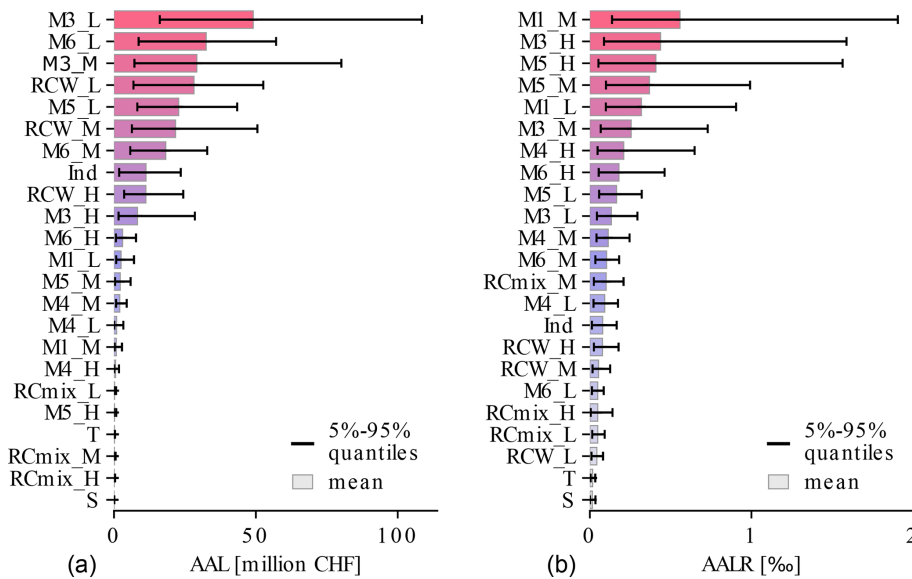 M3_L
M6_L
M3_M
RCW_L
M5_L
RCW_M
M6_M
Ind
RCW_H
M3_H
M6_H
M1_L
M5_M
M4_M
M4_L
M1_M
M4_H
RCmix_L
M5_H
T
RCmix_M
RCmix_H
S
5%-95%
quantiles
mean
0 50 100
(a) AAL [million CHF]
M1_M
M3_H
M5_H
M5_M
M1_L
M3_M
M4_H
M6_H
M5_L
M3_L
M4_M
M6_M
RCmix_M
M4_L
Ind
RCW_H
RCW_M
M6_L
RCmix_H
RCmix_L
RCW_L
T
S
5%-95%
quantiles
mean
0 1 2
(b) AALR [‰]